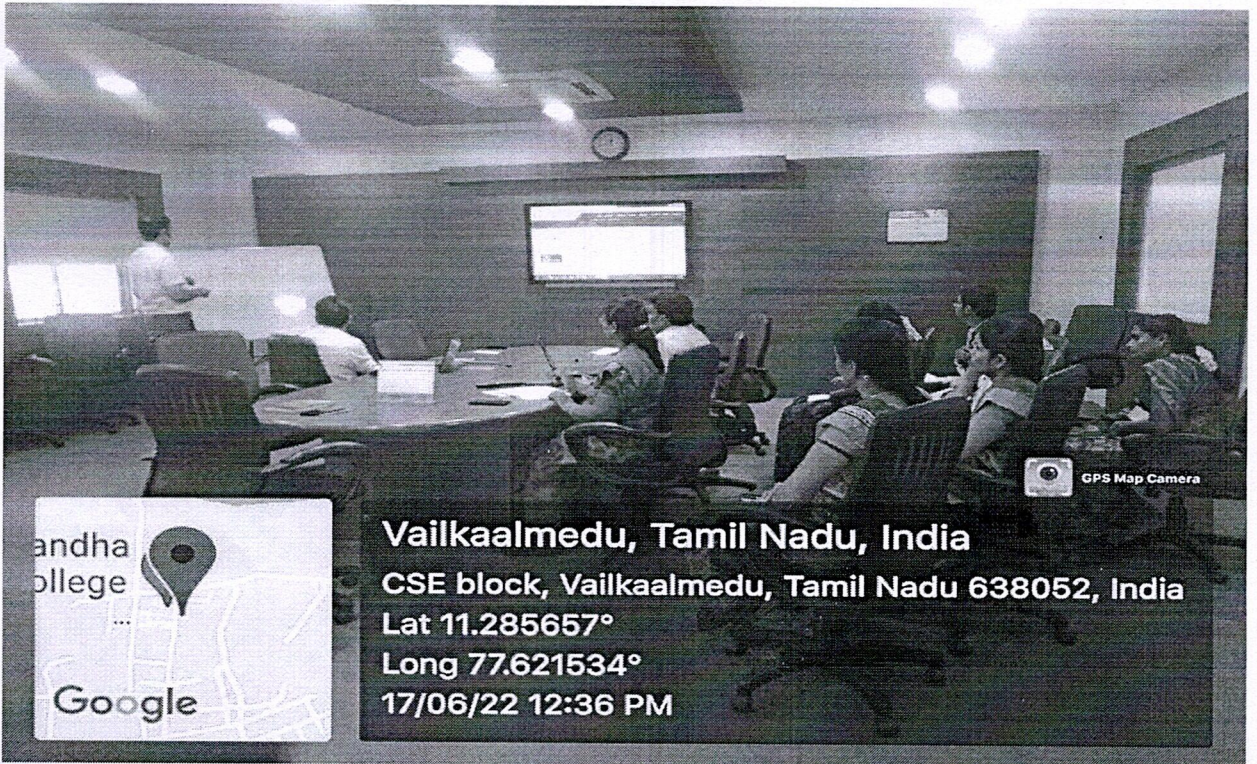 GPS Map Camera
andha
ollege
...
Google
Vailkaalmedu, Tamil Nadu, India
CSE block, Vailkaalmedu, Tamil Nadu 638052, India
Lat 11.285657°
Long 77.621534°
17/06/22 12:36 PM